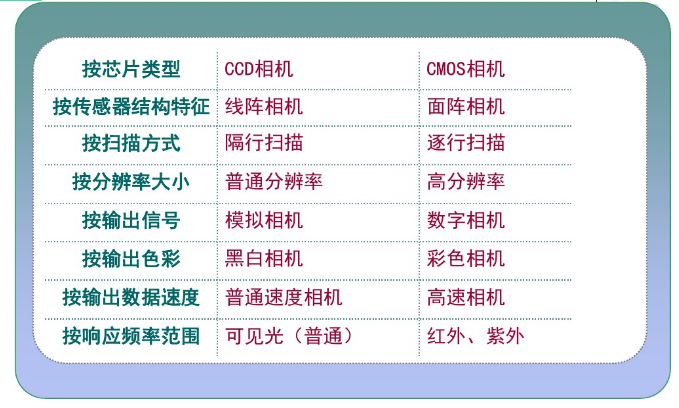 按芯片类型 CCD相机 CMOS相机
按传感器结构特征 线阵相机 面阵相机
按扫描方式 隔行扫描 逐行扫描
按分辨率大小 普通分辨率 高分辨率
按输出信号 模拟相机 数字相机
按输出色彩 黑白相机 彩色相机
按输出数据速度 普通速度相机 高速相机
按响应频率范围 可见光（普通） 红外、紫外